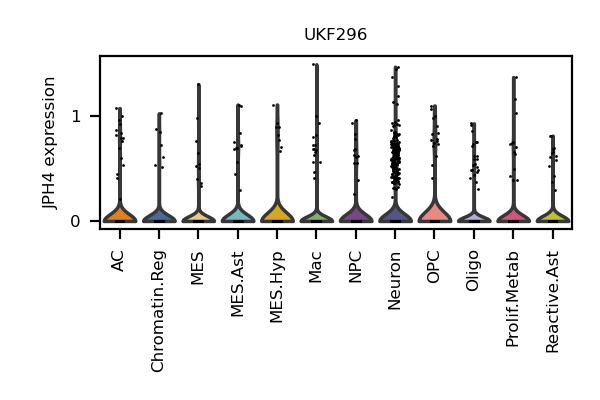 UKF296
JPH4 expression
1
0
AC
Chromatin.Reg
MES
MES.Ast
MES.Hyp
Mac
NPC
Neuron
OPC
Oligo
Prolif.Metab
Reactive.Ast